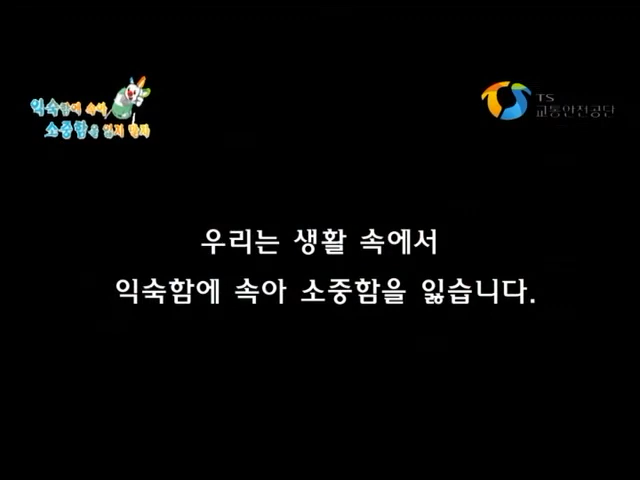 익숙함에 속아
소중함을 잃지 말자
TS
교통안전공단
우리는 생활 속에서
익숙함에 속아 소중함을 잃습니다.